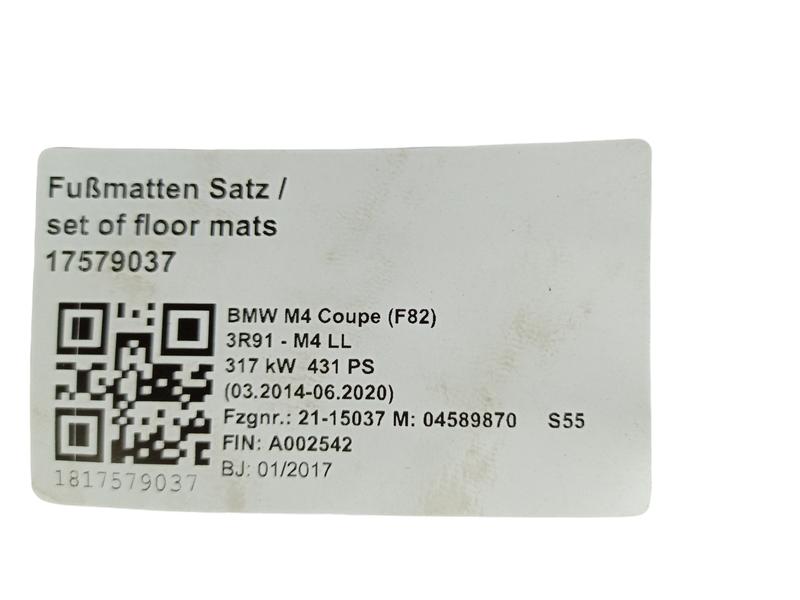 Fußmatten Satz /
set of floor mats
17579037
BMW M4 Coupe (F82)
3R91 - M4 LL
317 kW 431 PS
(03.2014-06.2020)
Fzgnr.: 21-15037 M: 04589870 S55
FIN: A002542
BJ: 01/2017
1817579037